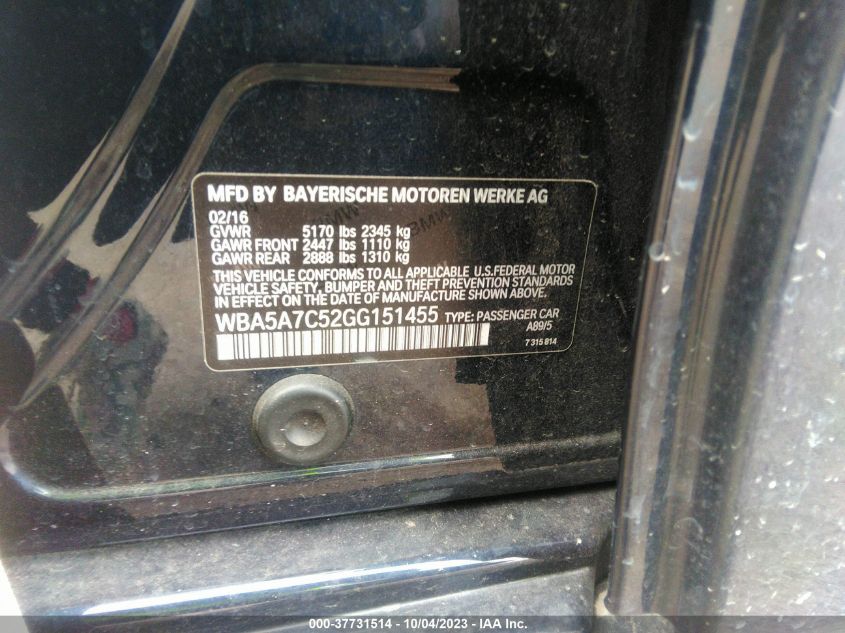 MFD BY BAYERISCHE MOTOREN WERKE AG
02/16
GVWR 5170 lbs 2345 kg
GAWR FRONT 2447 lbs 1110 kg
GAWR REAR 2888 lbs 1310 kg
THIS VEHICLE CONFORMS TO ALL APPLICABLE U.S.FEDERAL MOTOR
VEHICLE SAFETY, BUMPER AND THEFT PREVENTION STANDARDS
IN EFFECT ON THE DATE OF MANUFACTURE SHOWN ABOVE.
WBA5A7C52GG151455 TYPE: PASSENGER CAR
A89/5
7 315 814
000-37731514 - 10/04/2023 - IAA Inc.